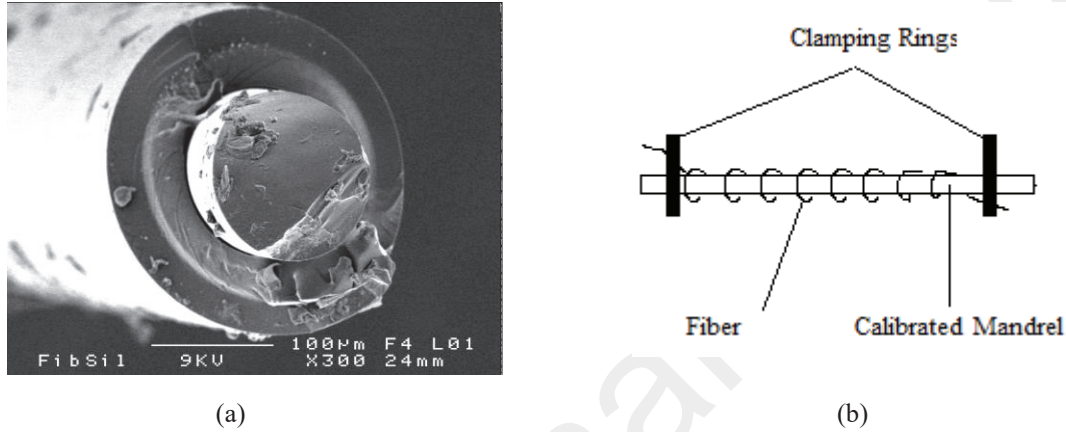 100µm F4 L01
FibSil 9KV X300 24mm
(a)
Clamping Rings
Fiber Calibrated Mandrel
(b)